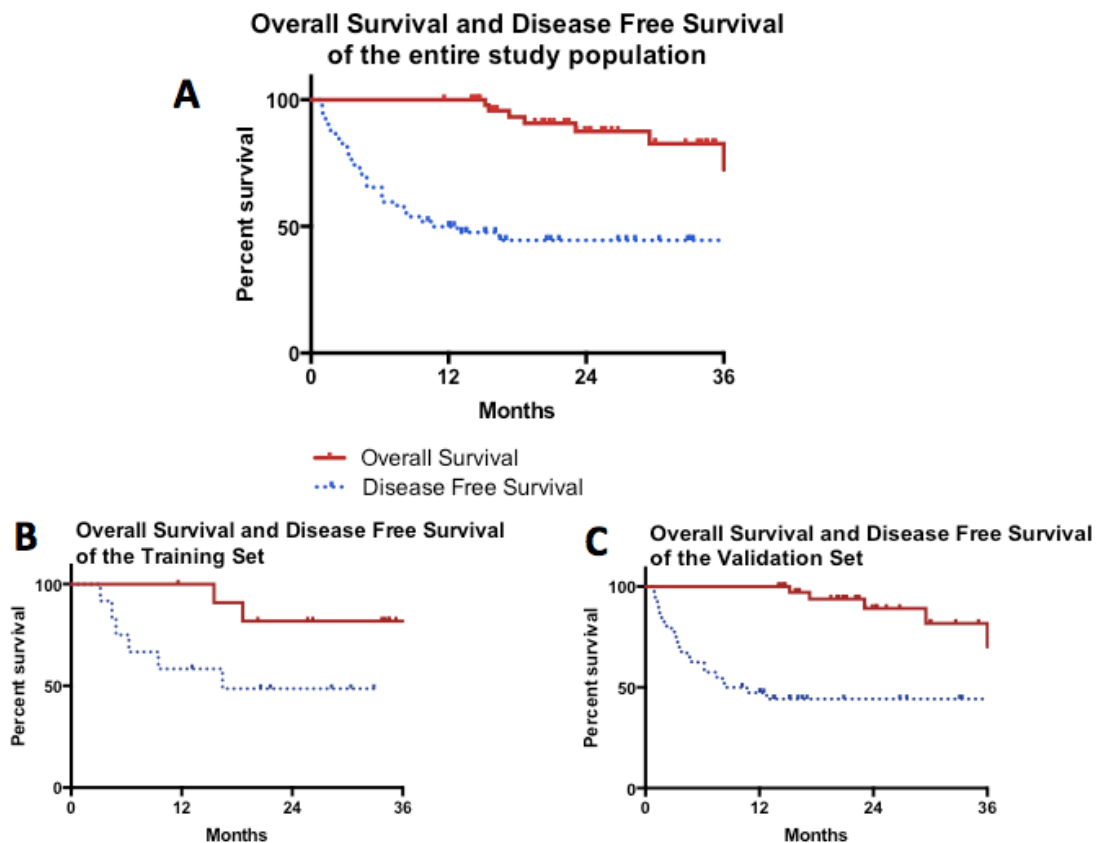 Overall Survival and Disease Free Survival
of the entire study population
A
100
50
0
Percent survival
0 12 24 36
Months
Overall Survival
Disease Free Survival
B
Overall Survival and Disease Free Survival
of the Training Set
100
50
0
Percent survival
0 12 24 36
Months
C
Overall Survival and Disease Free Survival
of the Validation Set
100
50
0
Percent survival
0 12 24 36
Months